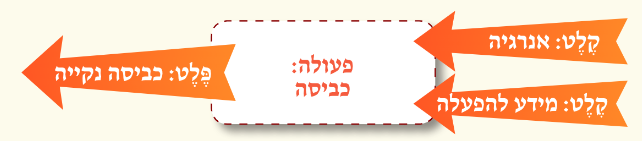 קֶלֶט: אנרגיה
קֶלֶט: מידע להפעלה
פעולה:
כביסה
פֶּלֶט: כביסה נקייה